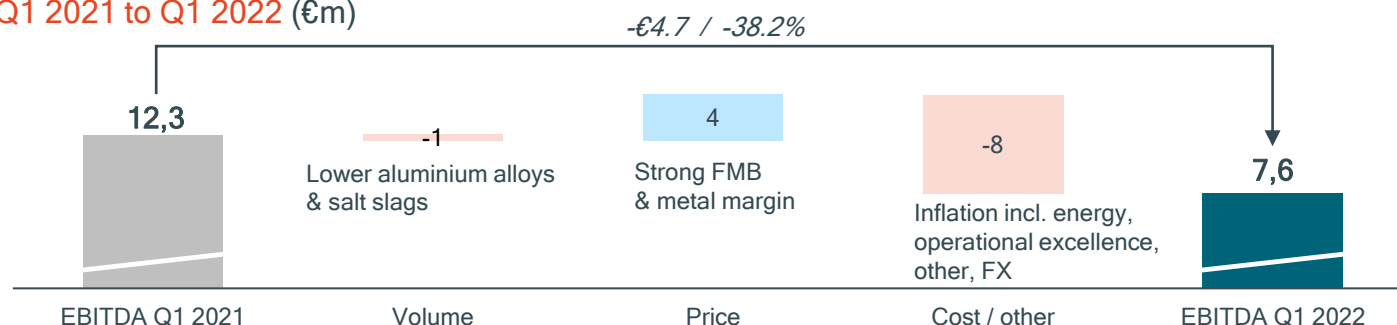 Q1 2021 to Q1 2022 (€m)
-€4.7 / -38.2%
12,3
-1
4
-8
7,6
Lower aluminium alloys
& salt slags
Strong FMB
& metal margin
Inflation incl. energy,
operational excellence,
other, FX
EBITDA Q1 2021
Volume
Price
Cost / other
EBITDA Q1 2022